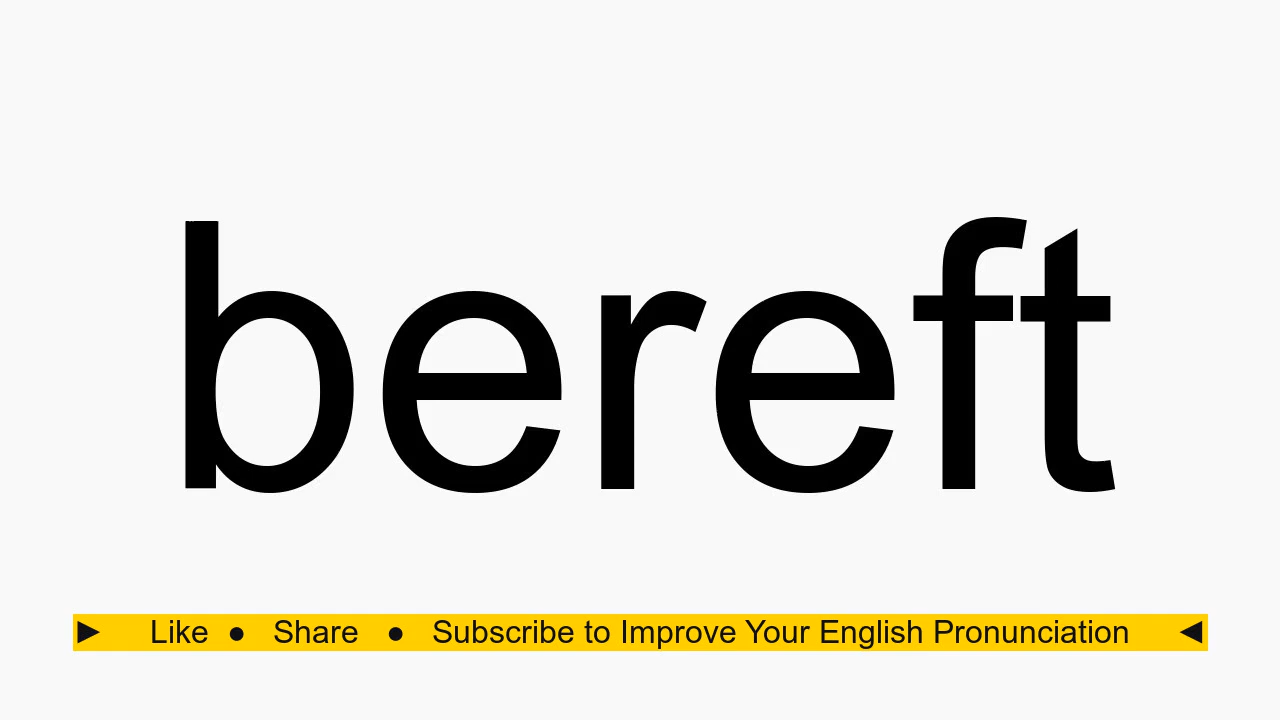 bereft
▶ Like ● Share ● Subscribe to Improve Your English Pronunciation ◀